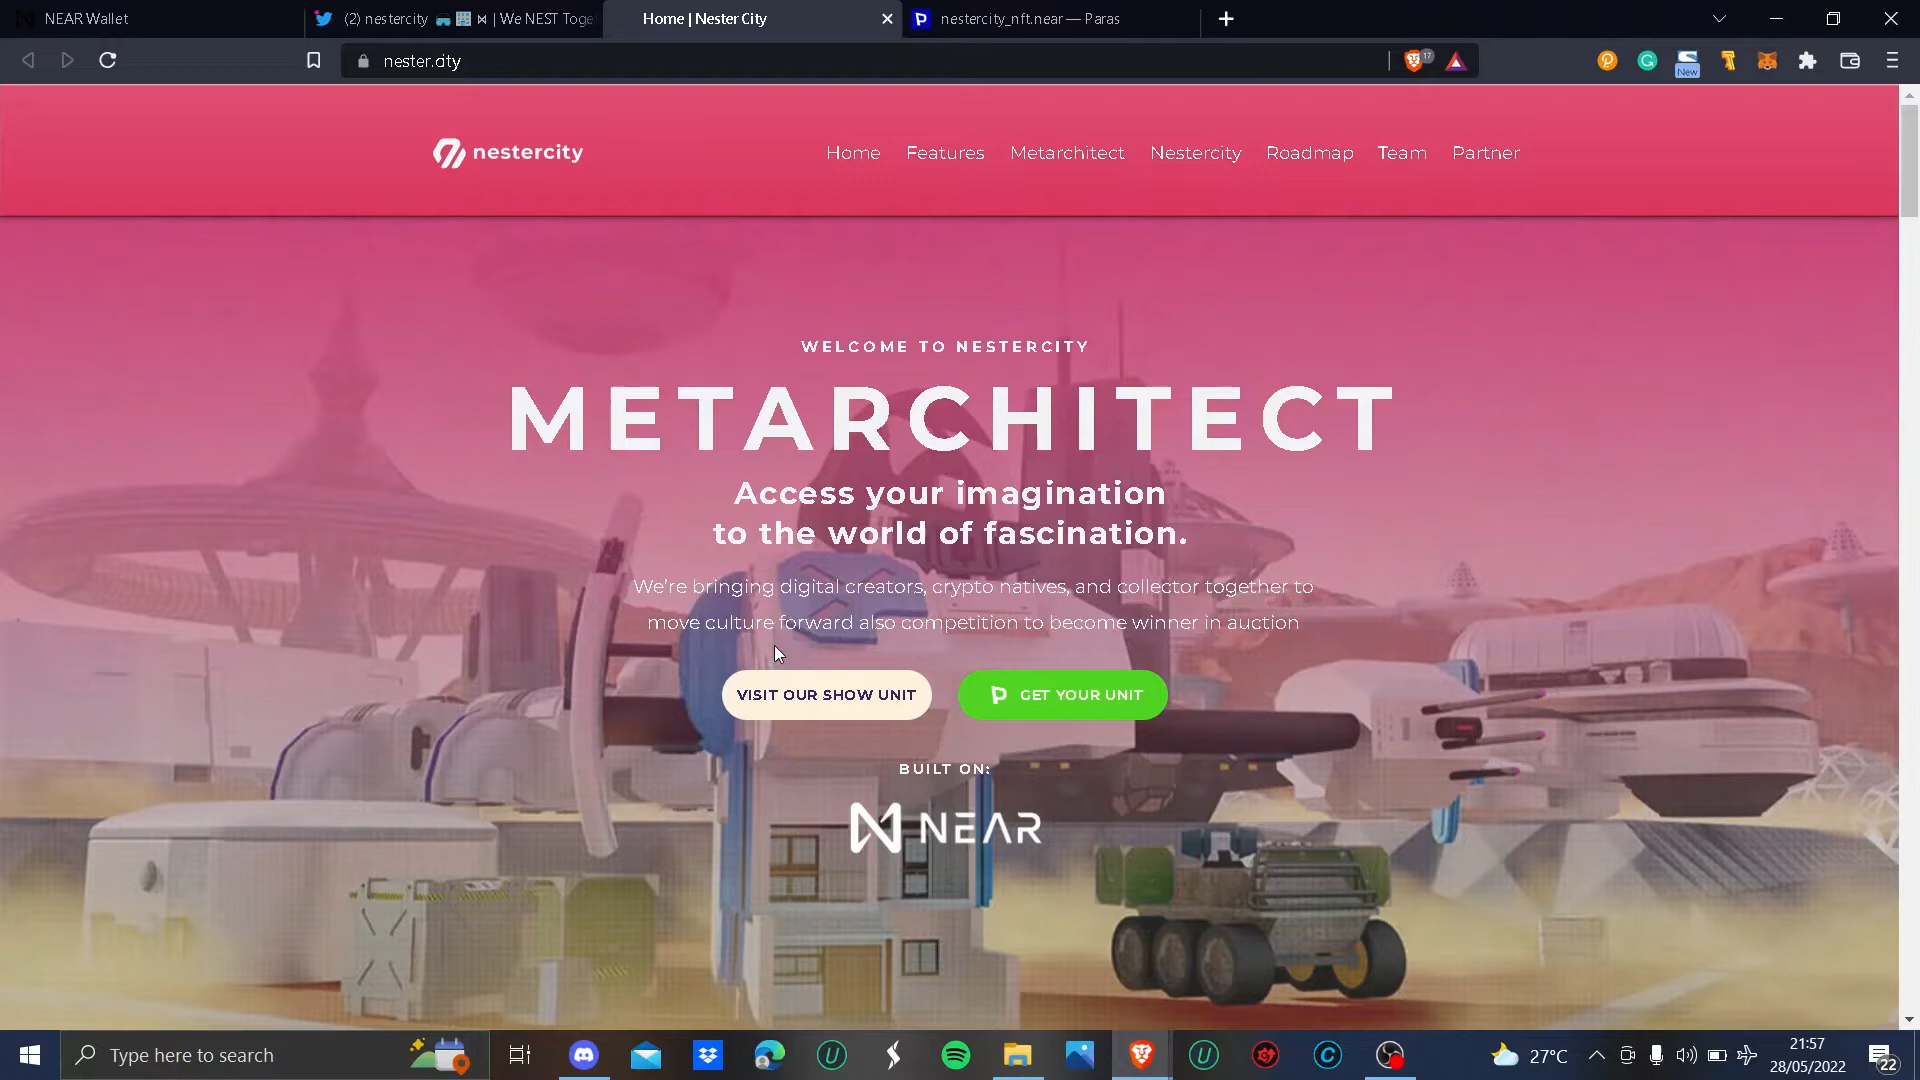 NEAR Wallet
(2) nestercity | We NEST Toge
Home | Nester City
nestercity_nft.near — Paras
nester.city
17
New
nestercity
Home Features Metarchitect Nestercity Roadmap Team Partner
WELCOME TO NESTERCITY
METARCHITECT
Access your imagination
to the world of fascination.
We're bringing digital creators, crypto natives, and collector together to
move culture forward also competition to become winner in auction
VISIT OUR SHOW UNIT
GET YOUR UNIT
BUILT ON:
NEAR
Type here to search
27°C
21:57
28/05/2022
22